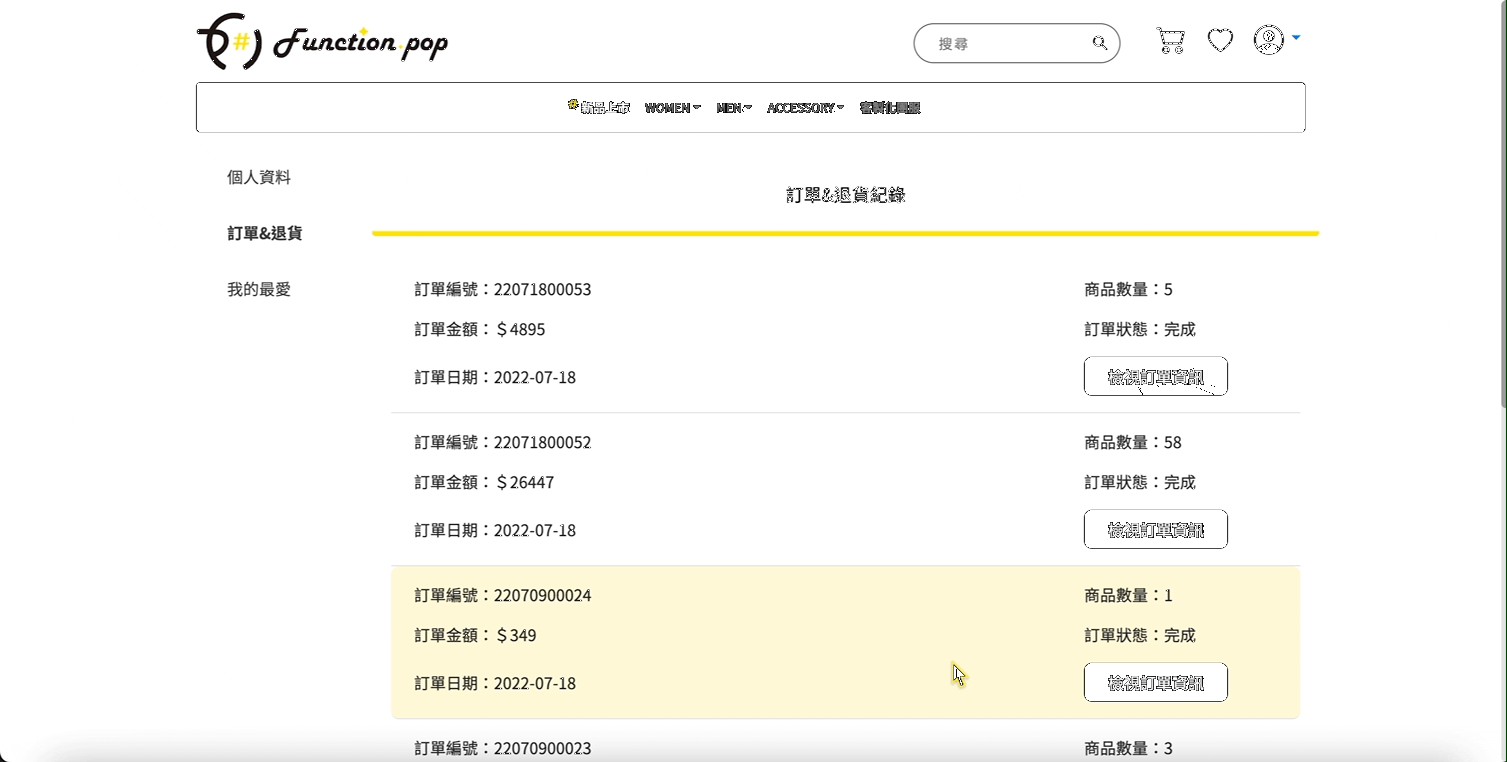 #) Function.pop
搜尋
新品上市 WOMEN MEN ACCESSORY 客製化團服
個人資料
訂單&退貨
我的最愛
訂單&退貨紀錄
訂單編號：22071800053 商品數量：5
訂單金額：＄4895 訂單狀態：完成
訂單日期：2022-07-18 檢視訂單資訊
訂單編號：22071800052 商品數量：58
訂單金額：＄26447 訂單狀態：完成
訂單日期：2022-07-18 檢視訂單資訊
訂單編號：22070900024 商品數量：1
訂單金額：＄349 訂單狀態：完成
訂單日期：2022-07-18 檢視訂單資訊
訂單編號：22070900023 商品數量：3